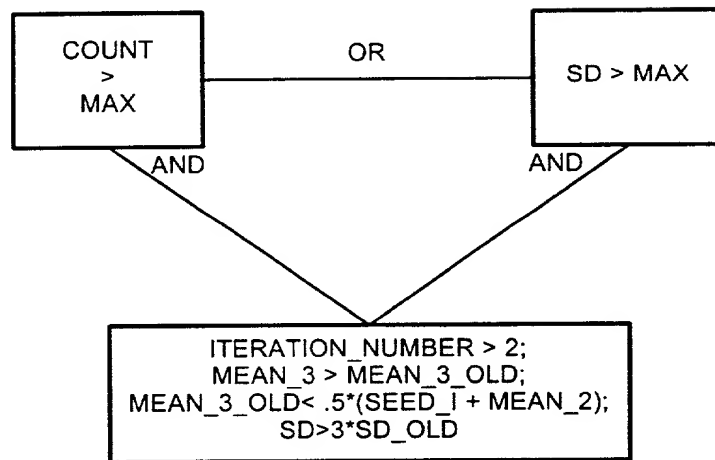 COUNT
>
MAX
OR
SD > MAX
AND
AND
ITERATION_NUMBER > 2;
MEAN_3 > MEAN_3_OLD;
MEAN_3_OLD< .5*(SEED_I + MEAN_2);
SD>3*SD_OLD